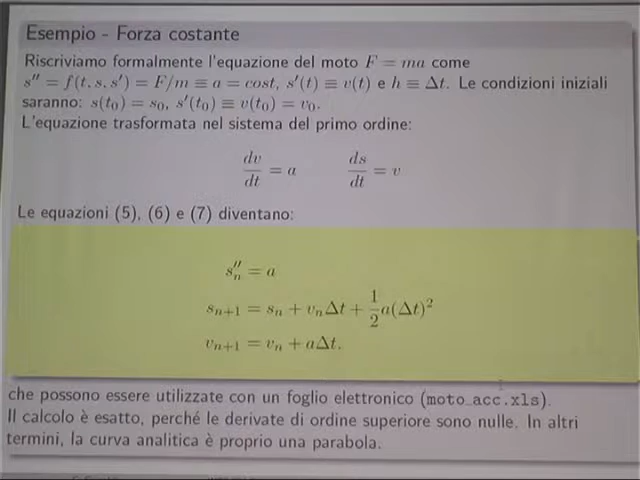 Esempio - Forza costante
Riscriviamo formalmente l'equazione del moto F = ma come
s″ = f(t, s, s′) = F/m ≡ a = cost, s′(t) ≡ v(t) e h ≡ Δt. Le condizioni iniziali
saranno: s(t₀) = s₀, s′(t₀) ≡ v(t₀) = v₀.
L'equazione trasformata nel sistema del primo ordine:
dv/dt = a ds/dt = v
Le equazioni (5), (6) e (7) diventano:
s″ₙ = a
sₙ₊₁ = sₙ + vₙΔt + 1/2 a(Δt)²
vₙ₊₁ = vₙ + aΔt.
che possono essere utilizzate con un foglio elettronico (moto_acc.xls).
Il calcolo è esatto, perché le derivate di ordine superiore sono nulle. In altri
termini, la curva analitica è proprio una parabola.